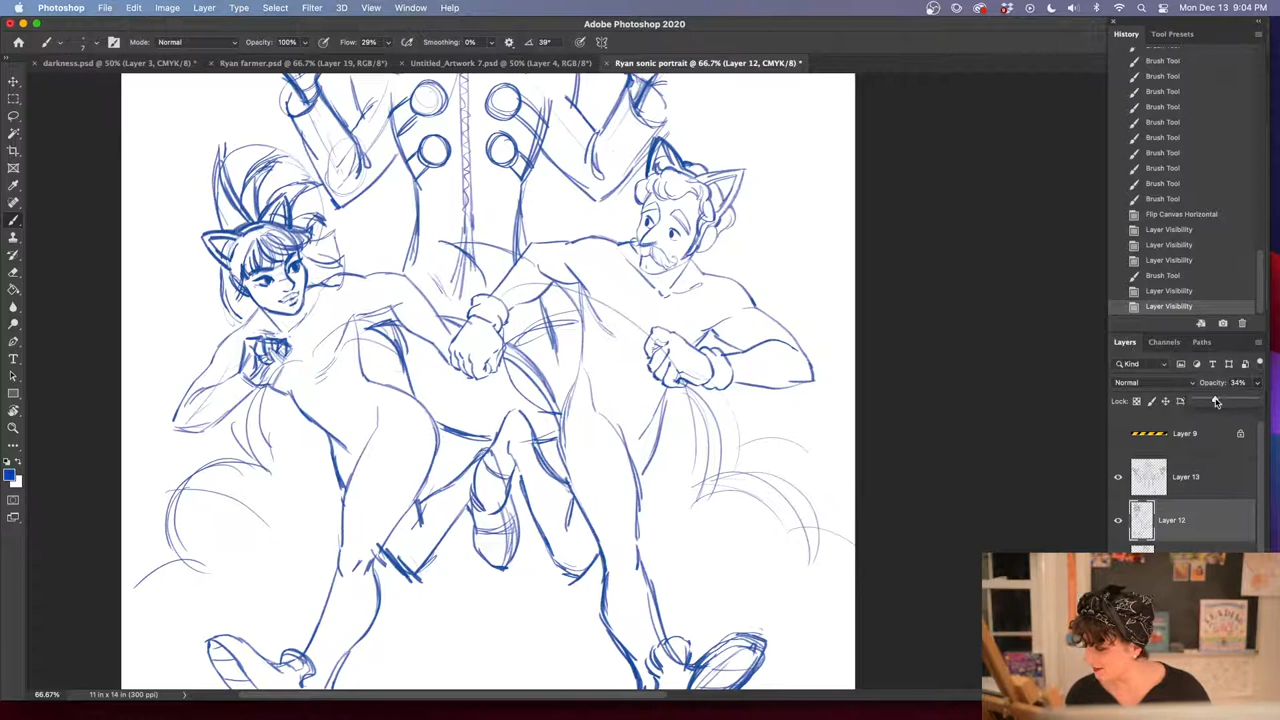 Photoshop File Edit Image Layer Type Select Filter 3D View Window Help Mon Dec 13 9:04 PM
Adobe Photoshop 2020
7 Mode: Normal Opacity: 100% Flow: 29% Smoothing: 0% 39°
darkness.psd @ 50% (Layer 3, CMYK/8) * Ryan farmer.psd @ 66.7% (Layer 19, RGB/8*) Untitled_Artwork 7.psd @ 50% (Layer 4, RGB/8*) Ryan sonic portrait @ 66.7% (Layer 12, CMYK/8) *
History Tool Presets
Brush Tool
Brush Tool
Brush Tool
Brush Tool
Brush Tool
Brush Tool
Brush Tool
Brush Tool
Brush Tool
Brush Tool
Flip Canvas Horizontal
Layer Visibility
Layer Visibility
Layer Visibility
Brush Tool
Layer Visibility
Layer Visibility
Layers Channels Paths
Kind
Normal Opacity: 34%
Lock:
Layer 9
Layer 13
Layer 12
66.67% 11 in x 14 in (300 ppi)